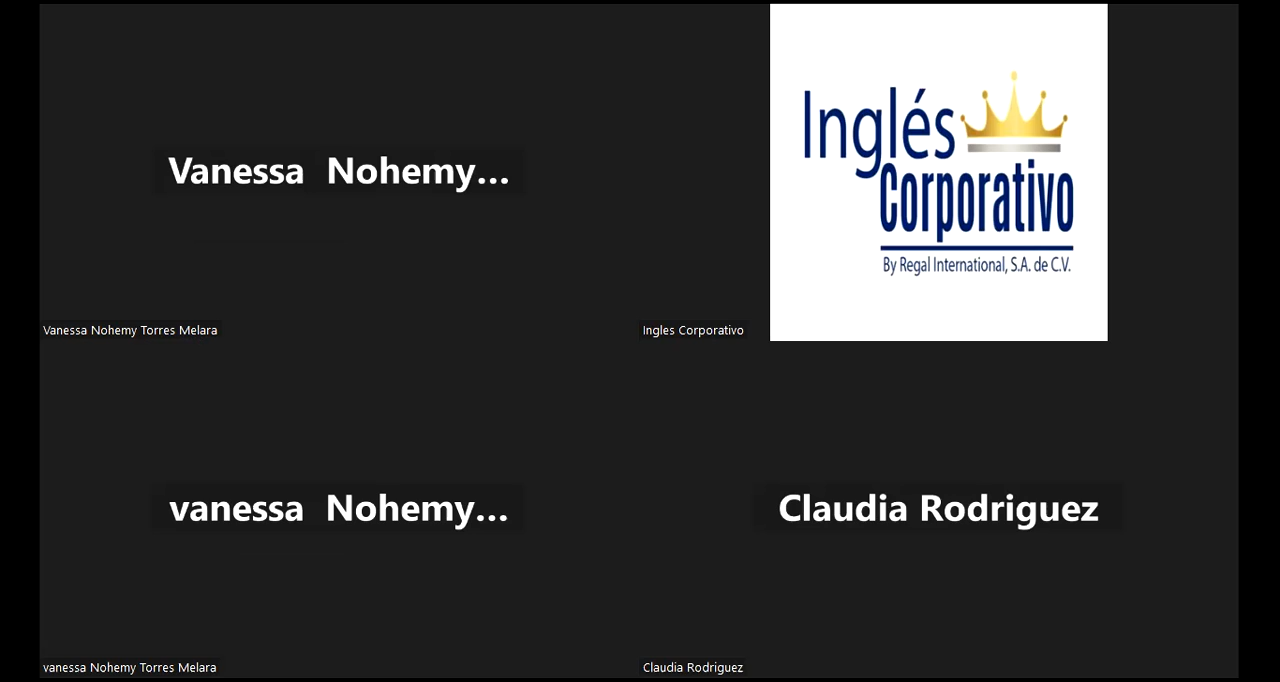 Vanessa Nohemy...
Vanessa Nohemy Torres Melara
Inglés
Corporativo
By Regal International, S.A. de C.V.
Ingles Corporativo
vanessa Nohemy...
vanessa Nohemy Torres Melara
Claudia Rodriguez
Claudia Rodriguez